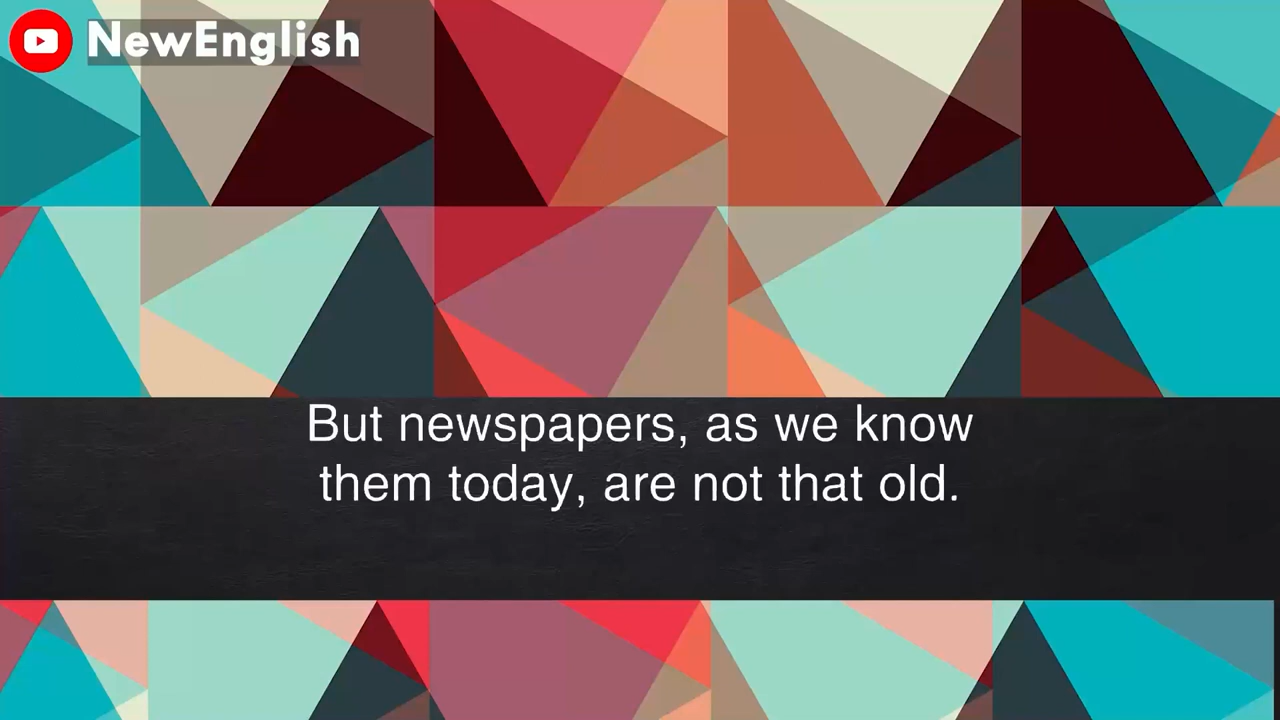 NewEnglish
But newspapers, as we know
them today, are not that old.